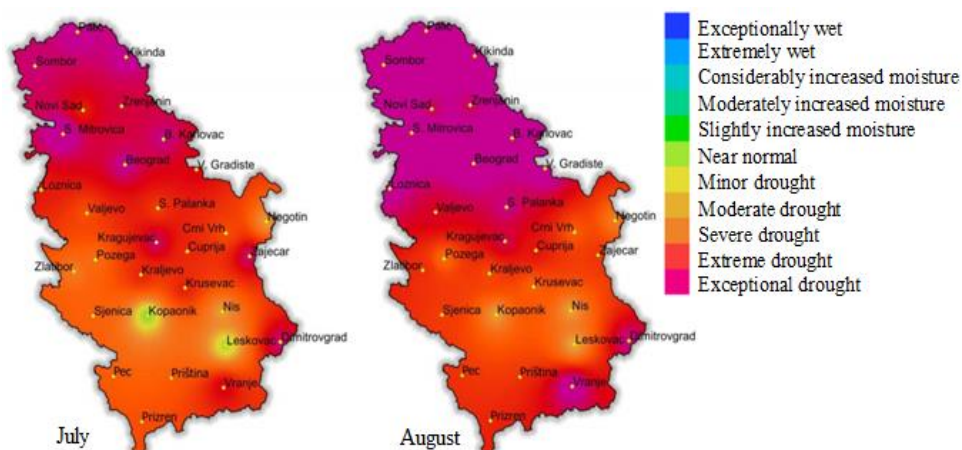 Palic
Kikinda
Sombor
Novi Sad
Zrenjanin
S. Mitrovica
B. Karlovac
Beograd
V. Gradiste
Loznica
Valjevo
S. Palanka
Negotin
Crni Vrh
Kragujevac
Cuprija
Zajecar
Pozega
Zlatibor
Kraljevo
Krusevac
Sjenica
Kopaonik
Nis
Leskovac
Dimitrovgrad
Pec
Priština
Vranje
Prizren
July
Palic
Kikinda
Sombor
Novi Sad
Zrenjanin
S. Mitrovica
B. Karlovac
Beograd
V. Gradiste
Loznica
Valjevo
S. Palanka
Negotin
Crni Vrh
Kragujevac
Cuprija
Zajecar
Pozega
Zlatibor
Kraljevo
Krusevac
Sjenica
Kopaonik
Nis
Leskovac
Dimitrovgrad
Pec
Priština
Vranje
Prizren
August
Exceptionally wet
Extremely wet
Considerably increased moisture
Moderately increased moisture
Slightly increased moisture
Near normal
Minor drought
Moderate drought
Severe drought
Extreme drought
Exceptional drought